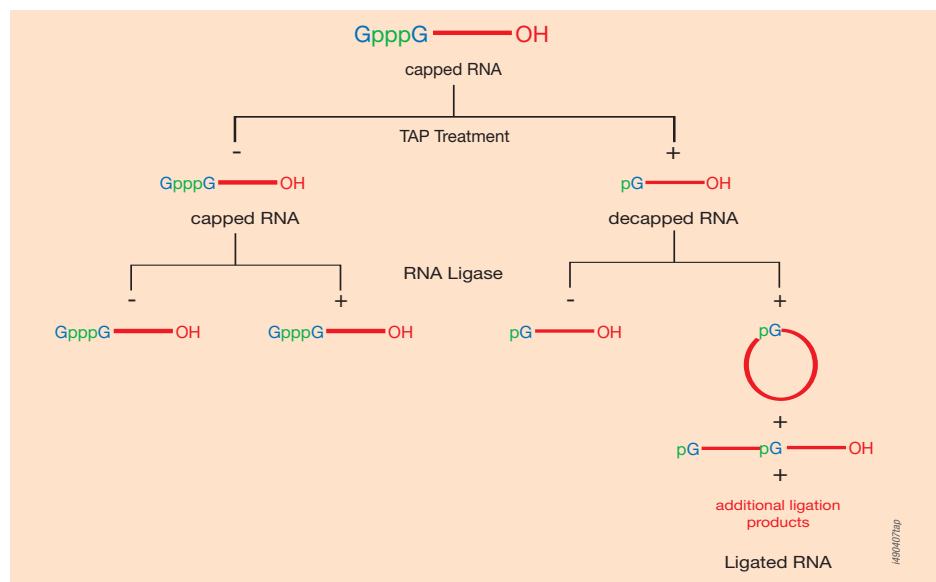 GpppG OH
capped RNA
TAP Treatment
- +
GpppG OH pG OH
capped RNA decapped RNA
RNA Ligase
- + - +
GpppG OH GpppG OH pG OH pG
+
pG pG OH
+
additional ligation
products
Ligated RNA
i490407tap